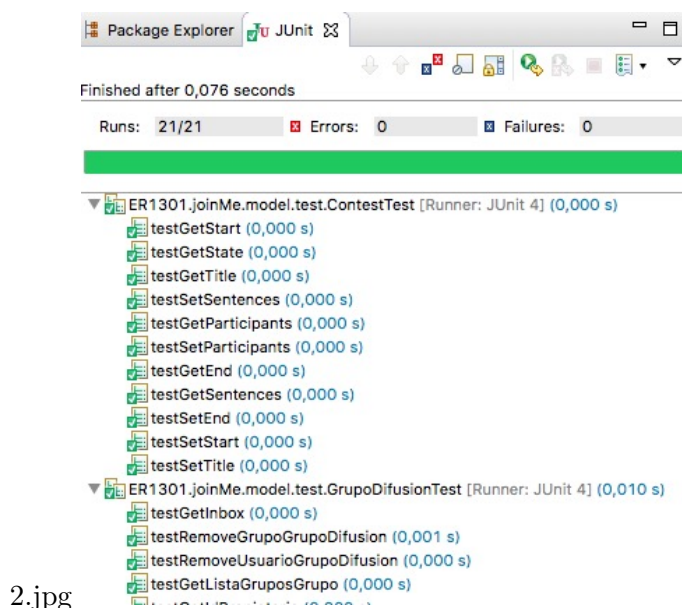 Package Explorer JUnit
Finished after 0,076 seconds
Runs: 21/21 Errors: 0 Failures: 0
ER1301.joinMe.model.test.ContestTest [Runner: JUnit 4] (0,000 s)
testGetStart (0,000 s)
testGetState (0,000 s)
testGetTitle (0,000 s)
testSetSentences (0,000 s)
testGetParticipants (0,000 s)
testSetParticipants (0,000 s)
testGetEnd (0,000 s)
testGetSentences (0,000 s)
testSetEnd (0,000 s)
testSetStart (0,000 s)
testSetTitle (0,000 s)
ER1301.joinMe.model.test.GrupoDifusionTest [Runner: JUnit 4] (0,010 s)
testGetInbox (0,000 s)
testRemoveGrupoGrupoDifusion (0,001 s)
testRemoveUsuarioGrupoDifusion (0,000 s)
testGetListaGruposGrupo (0,000 s)
2.jpg